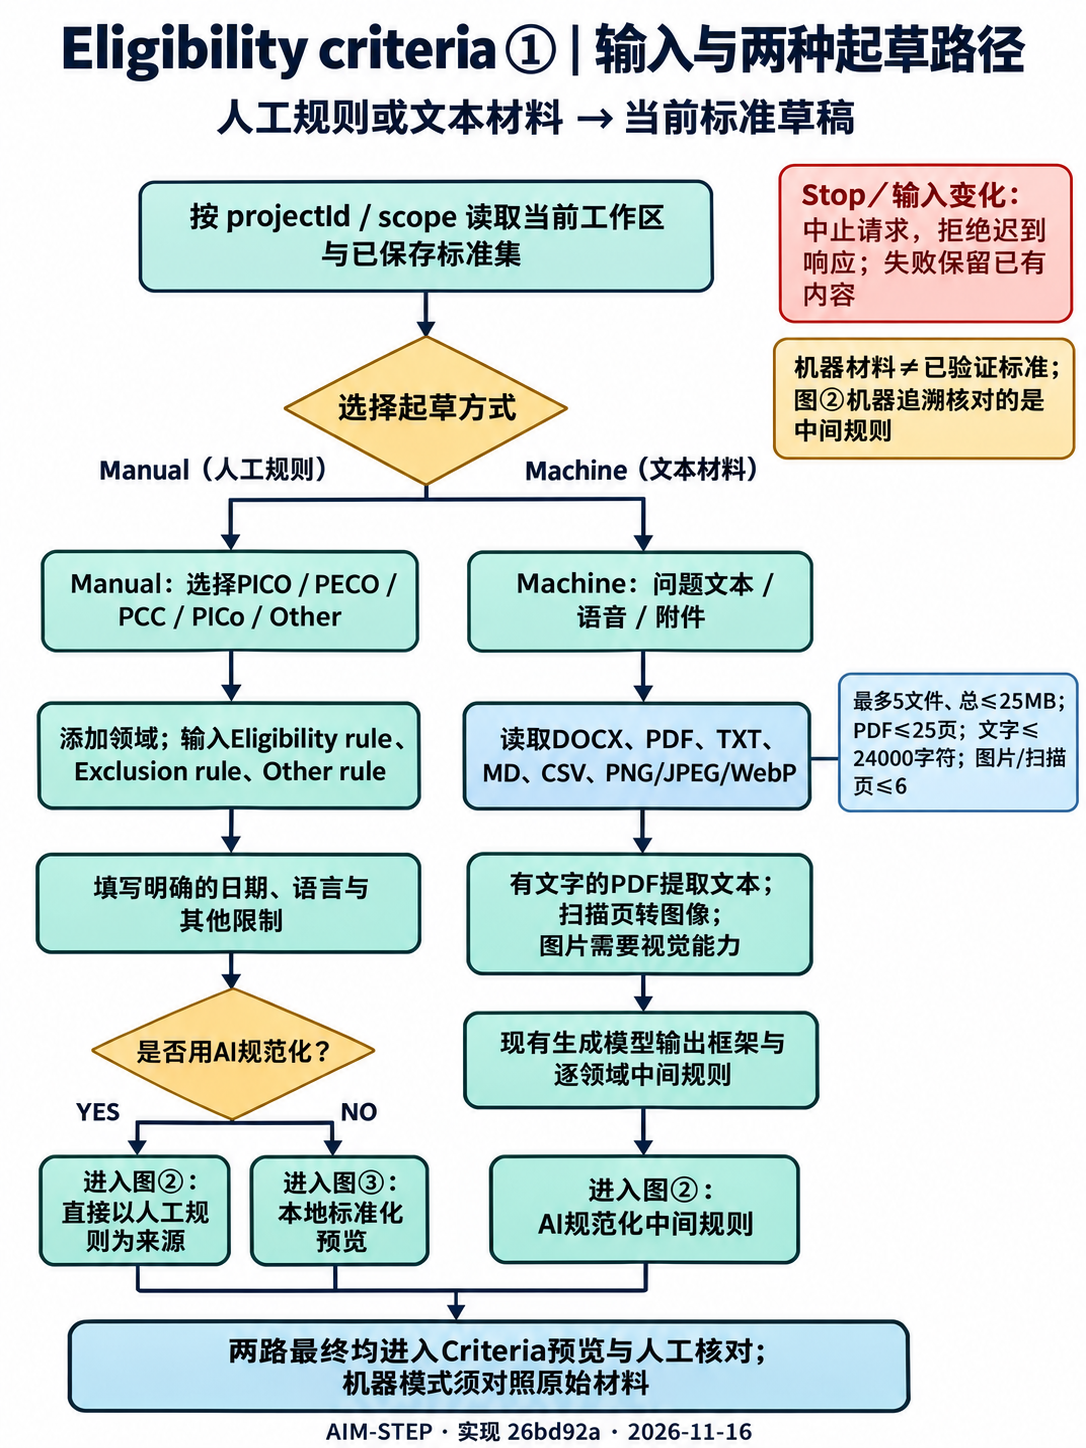 Eligibility criteria ① | 输入与两种起草路径
人工规则或文本材料 → 当前标准草稿
按 projectId / scope 读取当前工作区
与已保存标准集
Stop／输入变化：
中止请求，拒绝迟到
响应；失败保留已有
内容
机器材料≠已验证标准；
图②机器追溯核对的是
中间规则
选择起草方式
Manual（人工规则）
Machine（文本材料）
Manual：选择PICO / PECO /
PCC / PICo / Other
Machine：问题文本 /
语音 / 附件
添加领域；输入Eligibility rule、
Exclusion rule、Other rule
读取DOCX、PDF、TXT、
MD、CSV、PNG/JPEG/WebP
最多5文件、总≤25MB；
PDF≤25页；文字≤
24000字符；图片/扫描
页≤6
填写明确的日期、语言与
其他限制
有文字的PDF提取文本；
扫描页转图像；
图片需要视觉能力
是否用AI规范化？
现有生成模型输出框架与
逐领域中间规则
YES
NO
进入图②：
直接以人工规
则为来源
进入图③：
本地标准化
预览
进入图②：
AI规范化中间规则
两路最终均进入Criteria预览与人工核对；
机器模式须对照原始材料
AIM-STEP · 实现 26bd92a · 2026-11-16